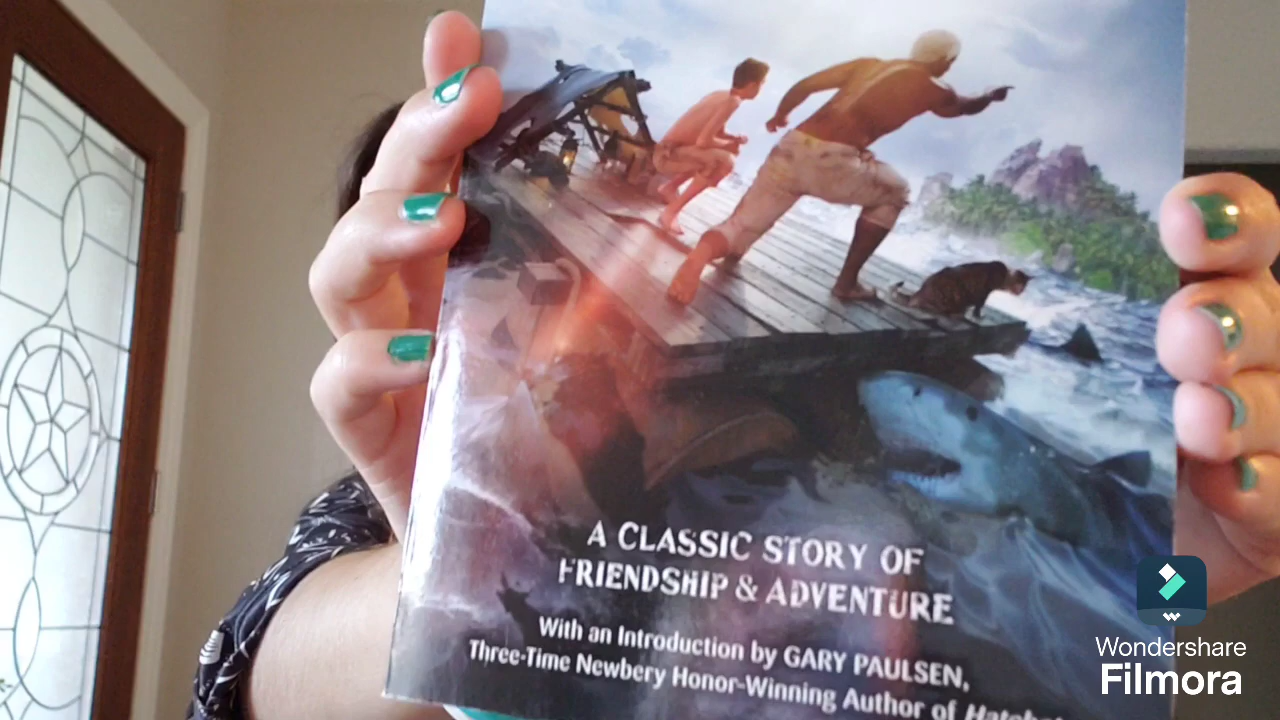 A CLASSIC STORY OF
FRIENDSHIP & ADVENTURE
With an Introduction by GARY PAULSEN,
Three-Time Newbery Honor-Winning Author of Hatchet
Wondershare
Filmora